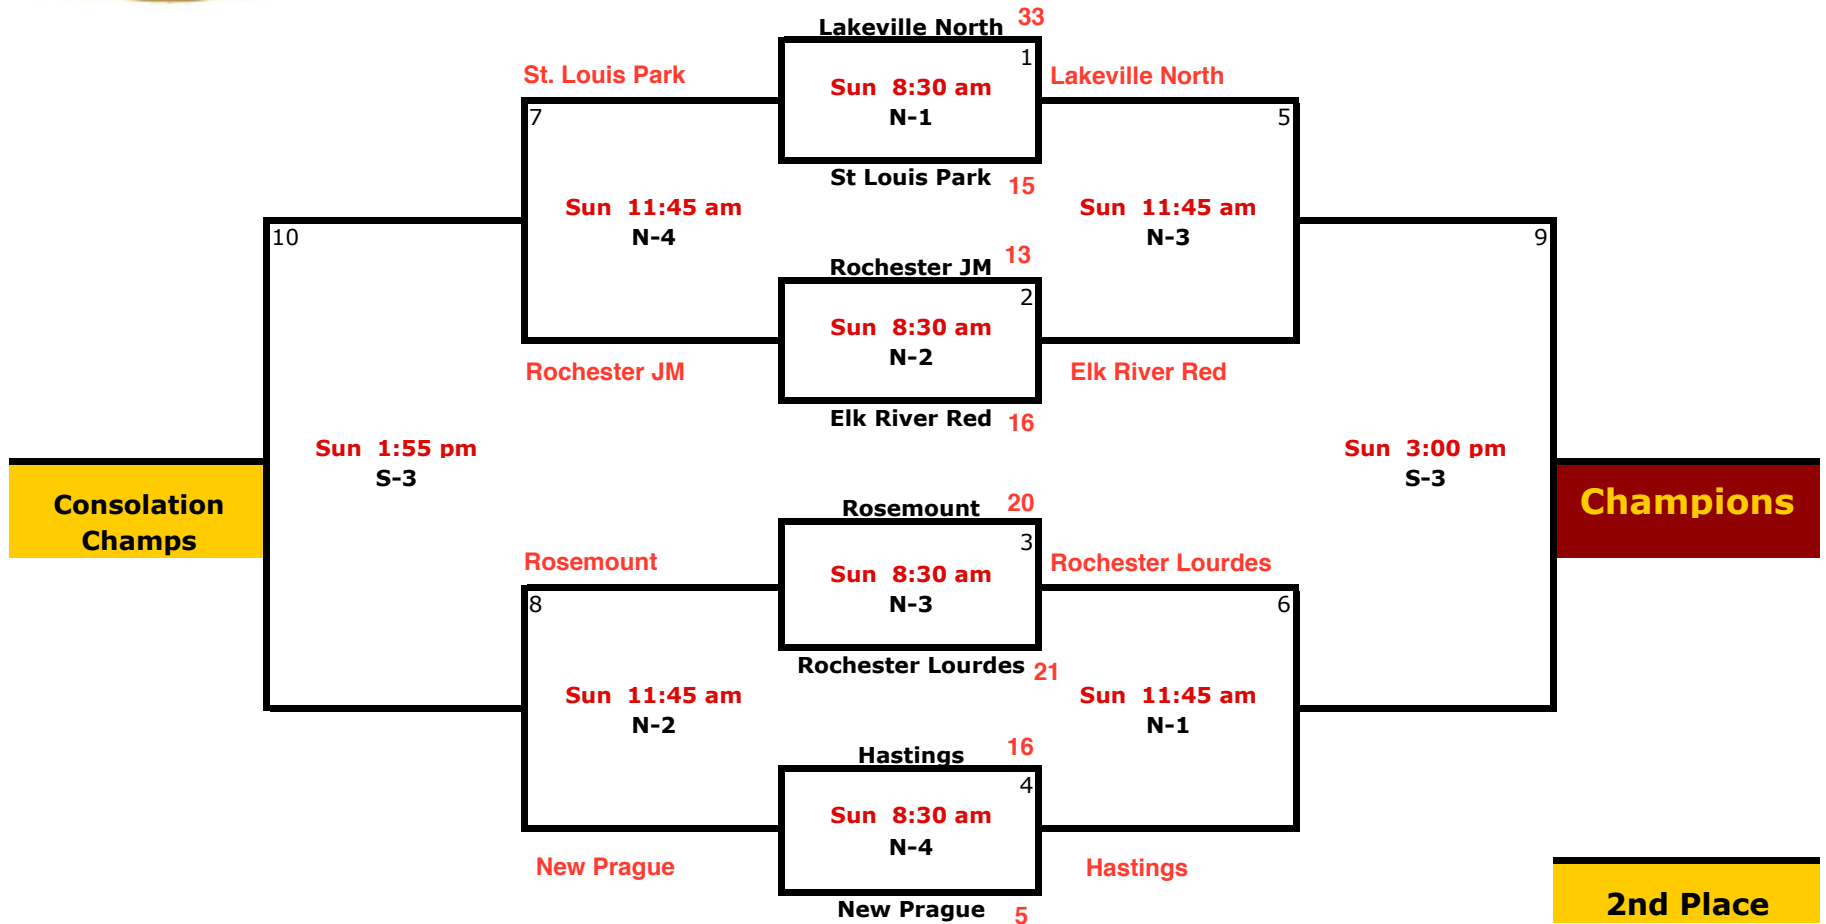 Lakeville North 33
1
St. Louis Park
Sun 8:30 am
Lakeville North
N-1
7
5
St Louis Park 15
Sun 11:45 am
Sun 11:45 am
N-4
N-3
10
9
Rochester JM 13
2
Sun 8:30 am
N-2
Rochester JM
Elk River Red
Elk River Red 16
Sun 1:55 pm
Sun 3:00 pm
S-3
S-3
Consolation
Champs
Champions
Rosemount 20
3
Rosemount
Sun 8:30 am
Rochester Lourdes
N-3
8
6
Rochester Lourdes 21
Sun 11:45 am
Sun 11:45 am
N-2
N-1
Hastings 16
4
Sun 8:30 am
N-4
New Prague
Hastings
New Prague 5
2nd Place